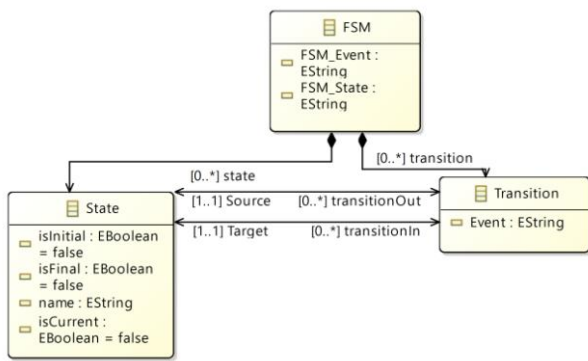 FSM
FSM_Event :
EString
FSM_State :
EString
[0..*] transition
[0..*] state
[1..1] Source
[0..*] transitionOut
[1..1] Target
[0..*] transitionIn
State
isInitial : EBoolean
= false
isFinal : EBoolean
= false
name : EString
isCurrent :
EBoolean = false
Transition
Event : EString